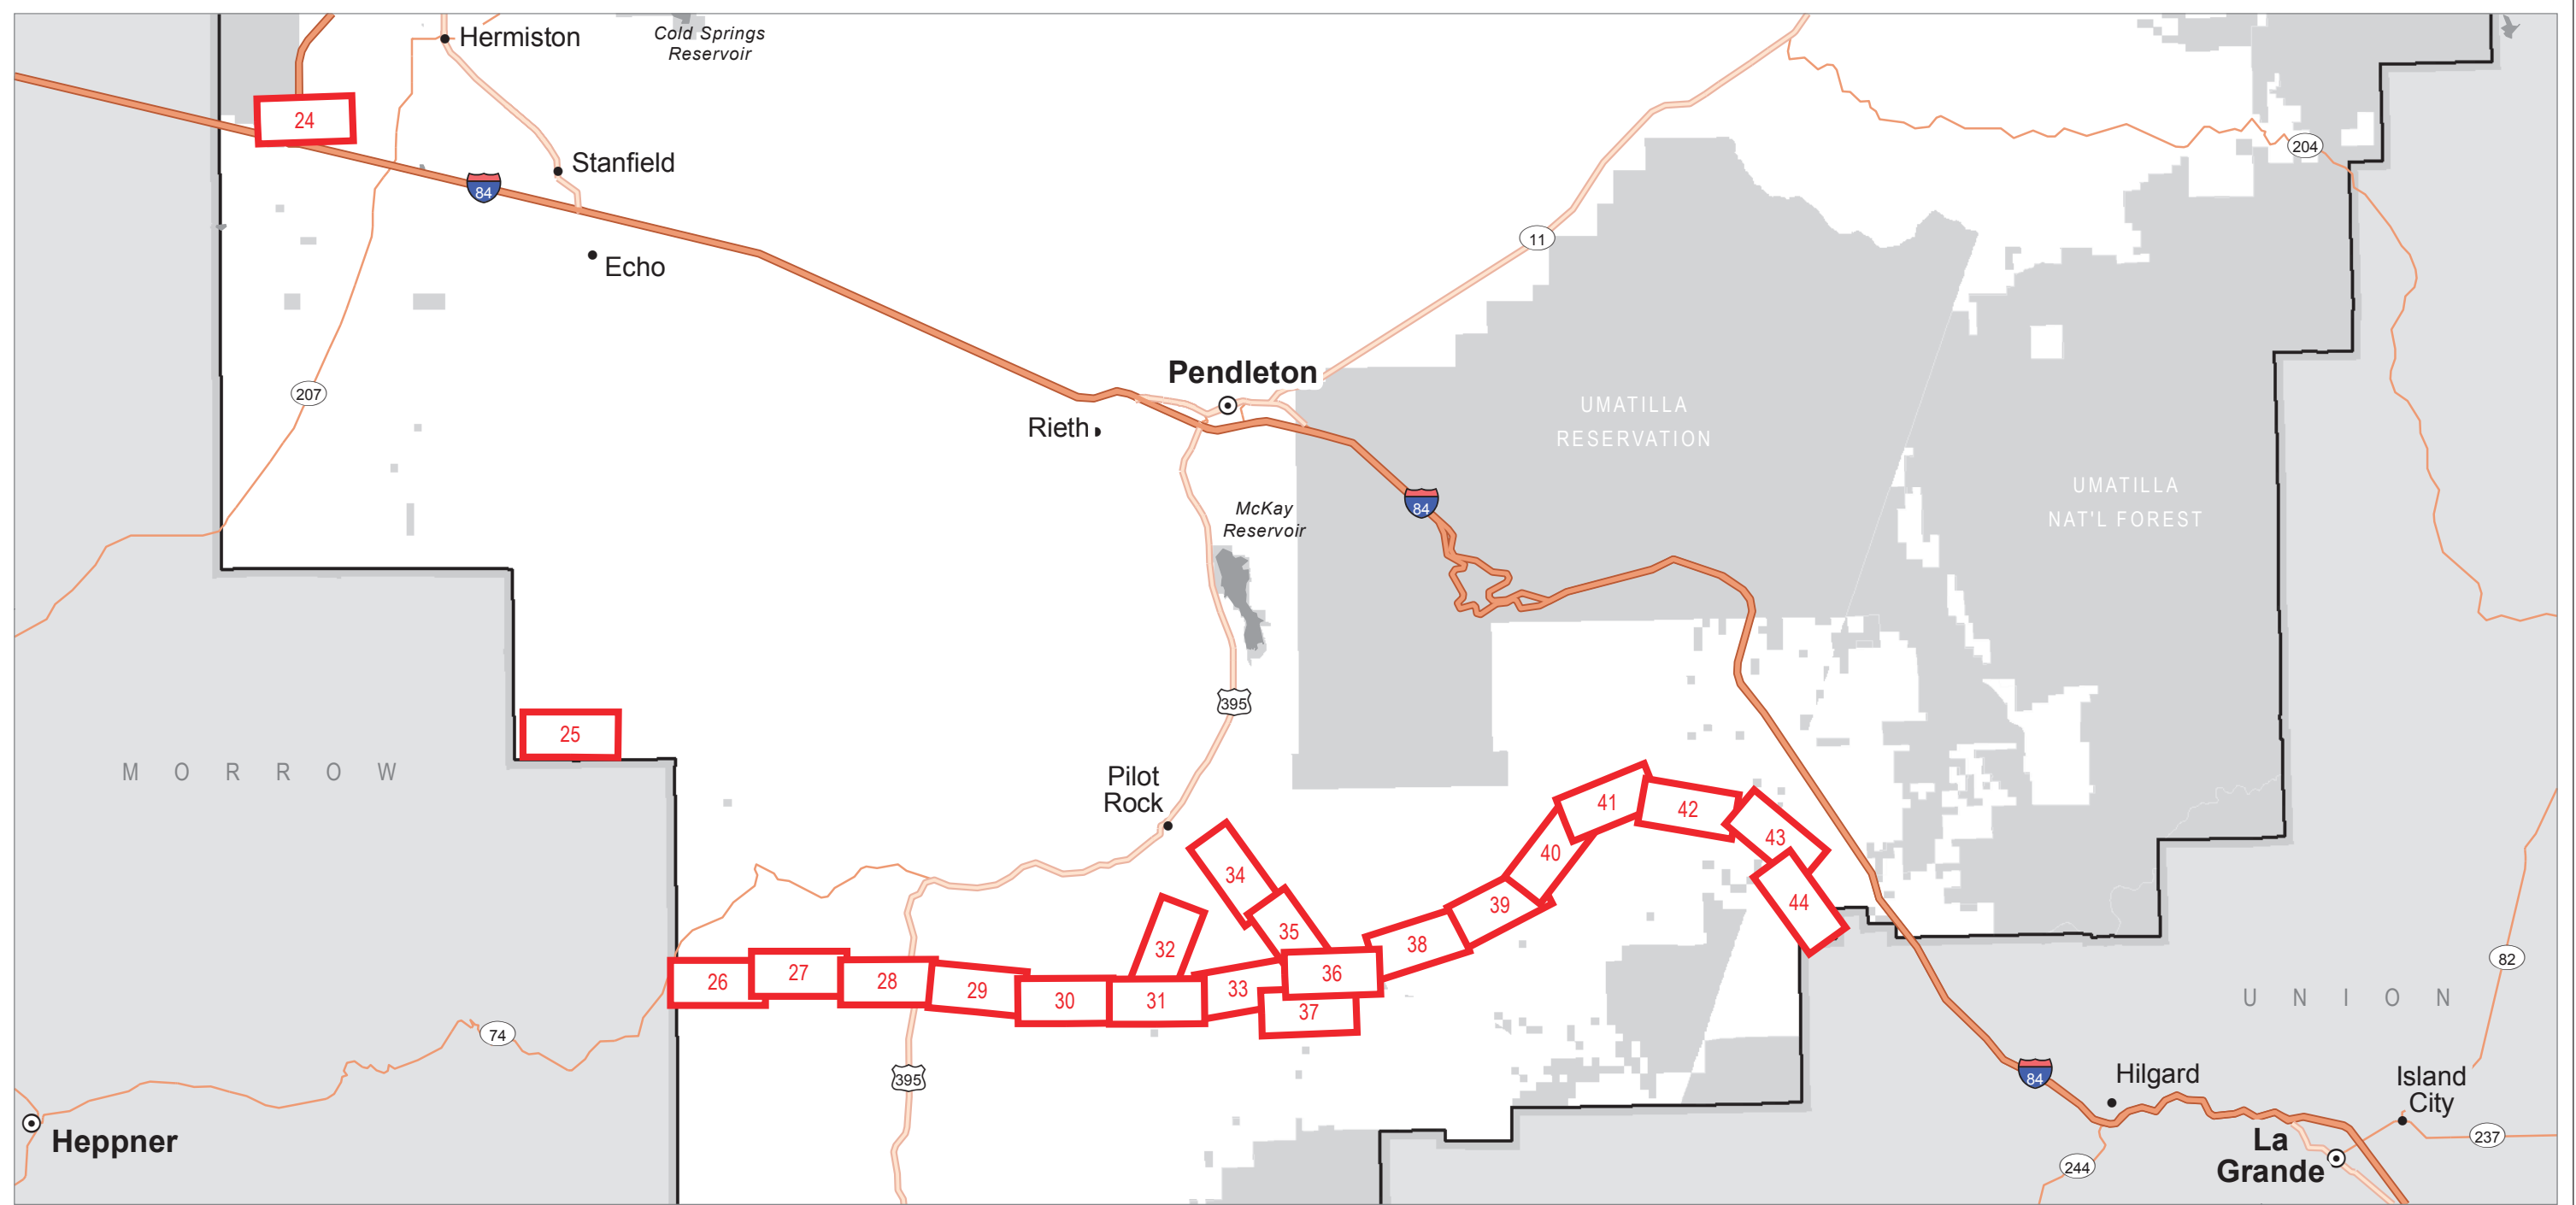 Hermiston
Cold Springs
Reservoir
24
Stanfield
84
204
11
Echo
207
Pendleton
Rieth
UMATILLA
RESERVATION
UMATILLA
NAT'L FOREST
84
McKay
Reservoir
395
25
MORROW
Pilot
Rock
41
42
43
40
34
44
39
35
38
32
36
26
27
28
29
30
31
33
37
82
UNION
74
395
84
Hilgard
Island
City
Heppner
La
Grande
237
244